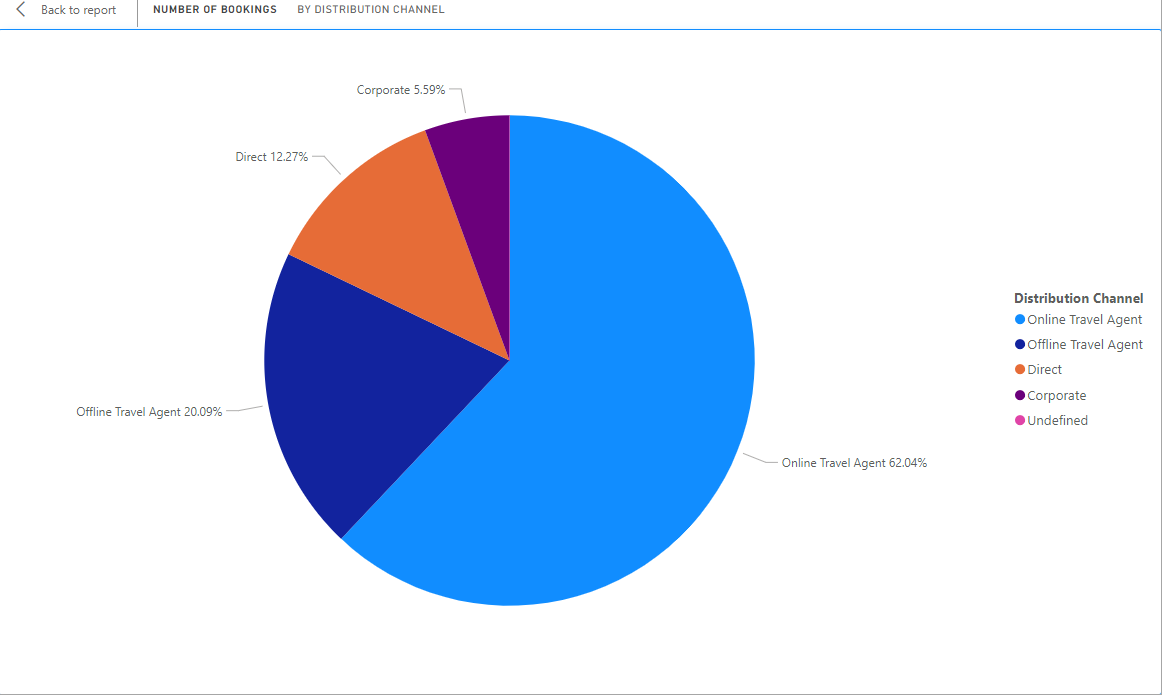 Back to report
NUMBER OF BOOKINGS BY DISTRIBUTION CHANNEL
Corporate 5.59%
Direct 12.27%
Offline Travel Agent 20.09%
Online Travel Agent 62.04%
Distribution Channel
Online Travel Agent
Offline Travel Agent
Direct
Corporate
Undefined